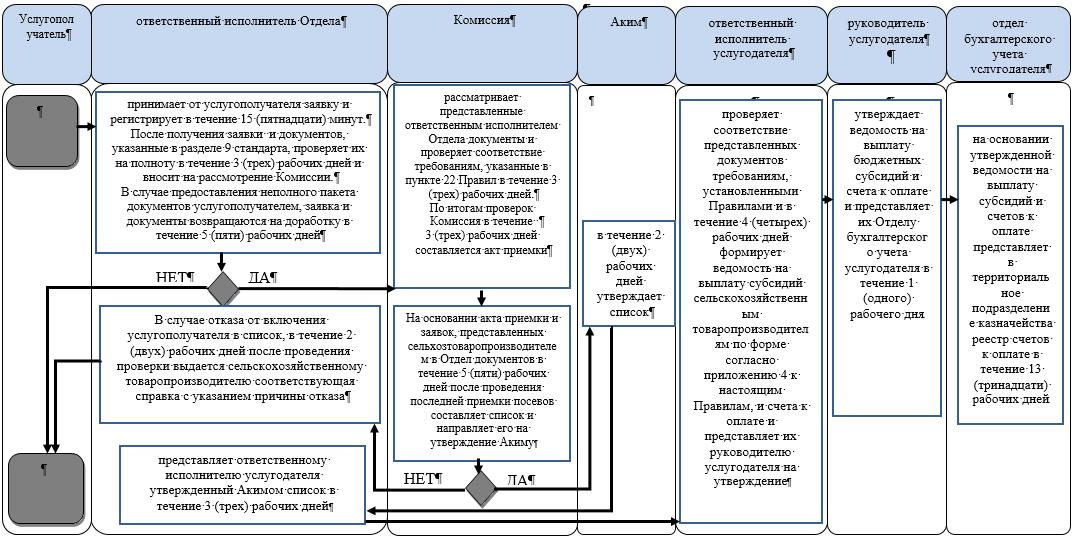 Услугопол
учатель¶
ответственный исполнитель Отдела¶
Комиссия¶
Аким¶
ответственный
исполнитель
услугодателя¶
руководитель
услугодателя¶
¶
отдел
бухгалтерского
учета
услугодателя¶
¶
принимает от услугополучателя заявку и
регистрирует в течение 15 (пятнадцати) минут.¶
После получения заявки и документов,
указанные в разделе 9 стандарта, проверяет их
на полноту в течение 3 (трех) рабочих дней и
вносит на рассмотрение Комиссии.¶
В случае предоставления неполного пакета
документов услугополучателем, заявка и
документы возвращаются на доработку в
течение 5 (пяти) рабочих дней¶
НЕТ¶
ДА¶
В случае отказа от включения
услугополучателя в список, в течение 2
(двух) рабочих дней после проведения
проверки выдается сельскохозяйственному
товаропроизводителю соответствующая
справка с указанием причины отказа¶
представляет ответственному
исполнителю услугодателя
утвержденный Акимом список в
течение 3 (трех) рабочих дней¶
¶
рассматривает
представленные
ответственным исполнителем
Отдела документы и
проверяет соответствие
требованиям, указанные в
пункте 22 Правил в течение 3
(трех) рабочих дней.¶
По итогам проверок
Комиссия в течение ¶
3 (трех) рабочих дней
составляется акт приемки¶
На основании акта приемки и
заявок, представленных
сельхозтоваропроизводителе
м в Отдел документов в
течение 5 (пяти) рабочих
дней после проведения
последней приемки посевов
составляет список и
направляет его на
утверждение Акиму¶
НЕТ¶
ДА¶
¶
в течение 2
(двух)
рабочих
дней
утверждает
список¶
проверяет
соответствие
представленных
документов
требованиям,
установленными
Правилами и в
течение 4 (четырех)
рабочих дней
формирует
ведомость на
выплату субсидий
сельскохозяйственн
ым
товаропроизводител
ям по форме
согласно
приложению 4 к
настоящим
Правилам, и счета к
оплате и
представляет их
руководителю
услугодателя на
утверждение¶
утверждает
ведомость на
выплату
бюджетных
субсидий и
счета к оплате
и представляет
их Отделу
бухгалтерског
о учета
услугодателя в
течение 1
(одного)
рабочего дня
¶
на основании
утвержденной
ведомости на
выплату
субсидий и
счетов к
оплате
представляет
в
территориаль
ное
подразделени
е казначейства
реестр счетов
к оплате в
течение 13
(тринадцати)
рабочих дней